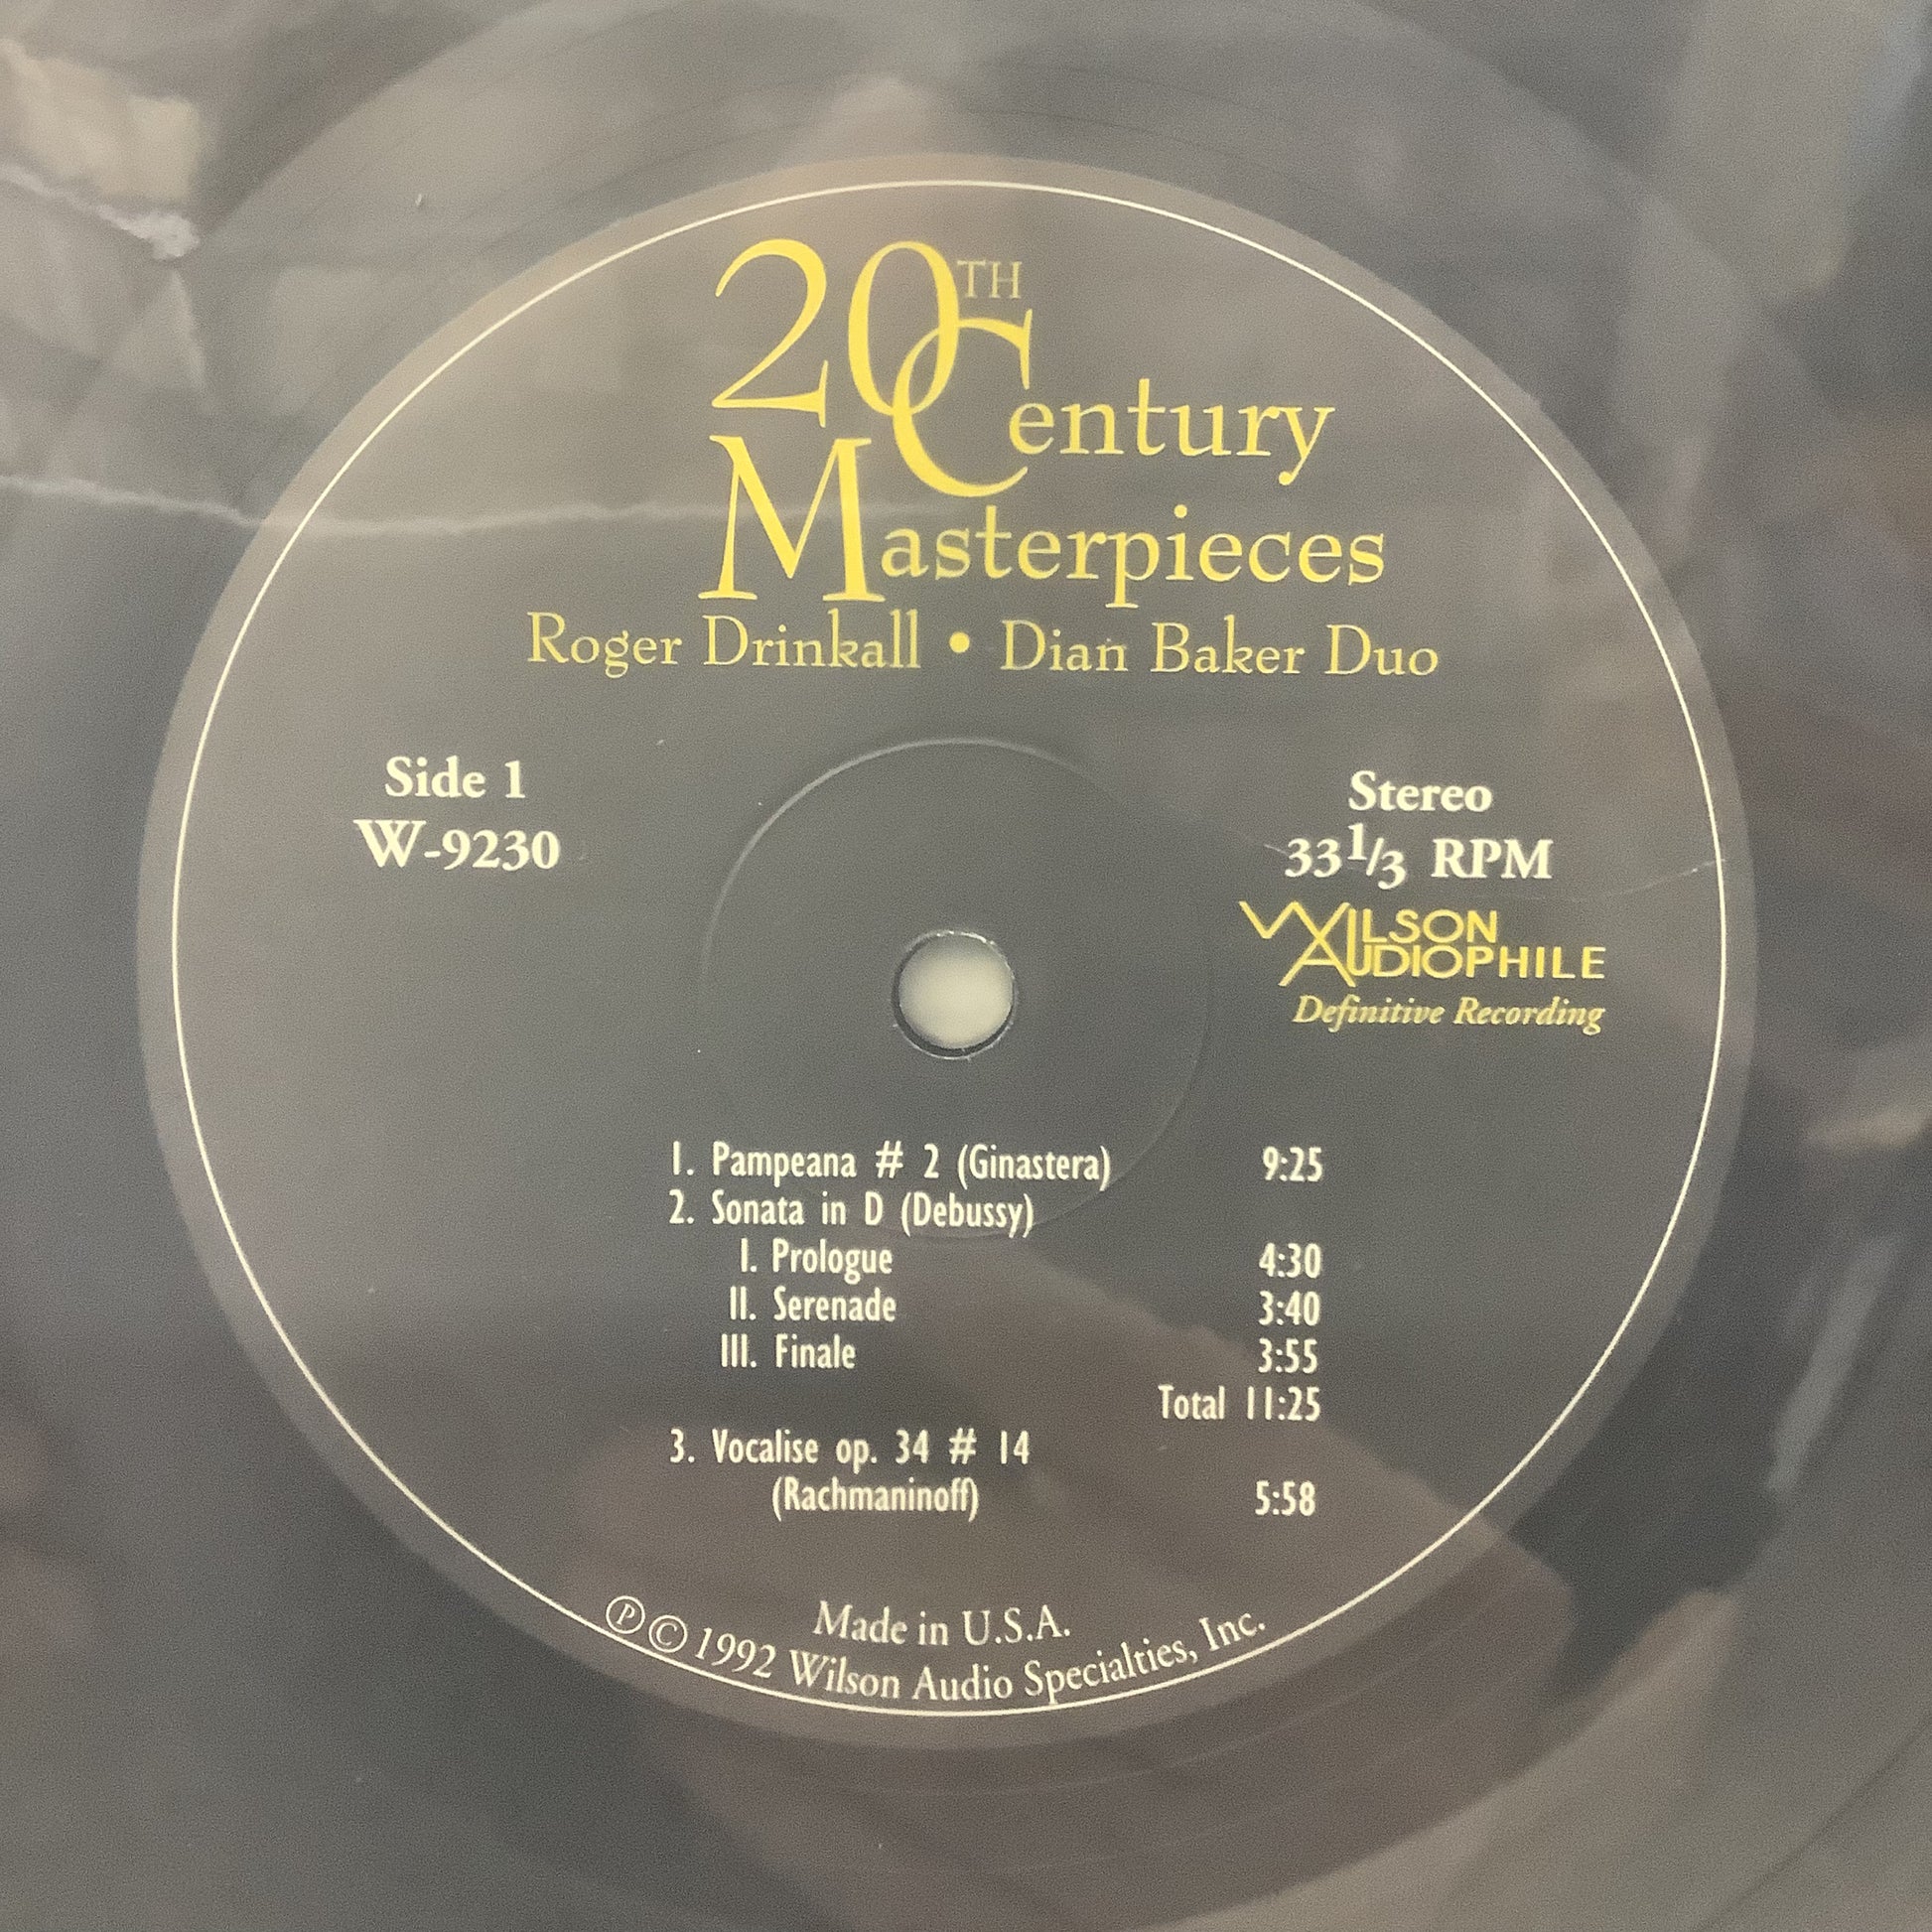 20TH
Century
Masterpieces
Roger Drinkall • Dian Baker Duo
Side 1
W-9230
Stereo
33 1/3 RPM
WILSON
AUDIOPHILE
Definitive Recording
1. Pampeana # 2 (Ginastera) 9:25
2. Sonata in D (Debussy)
I. Prologue 4:30
II. Serenade 3:40
III. Finale 3:55
Total 11:25
3. Vocalise op. 34 # 14
(Rachmaninoff) 5:58
Made in U.S.A.
℗ © 1992 Wilson Audio Specialties, Inc.